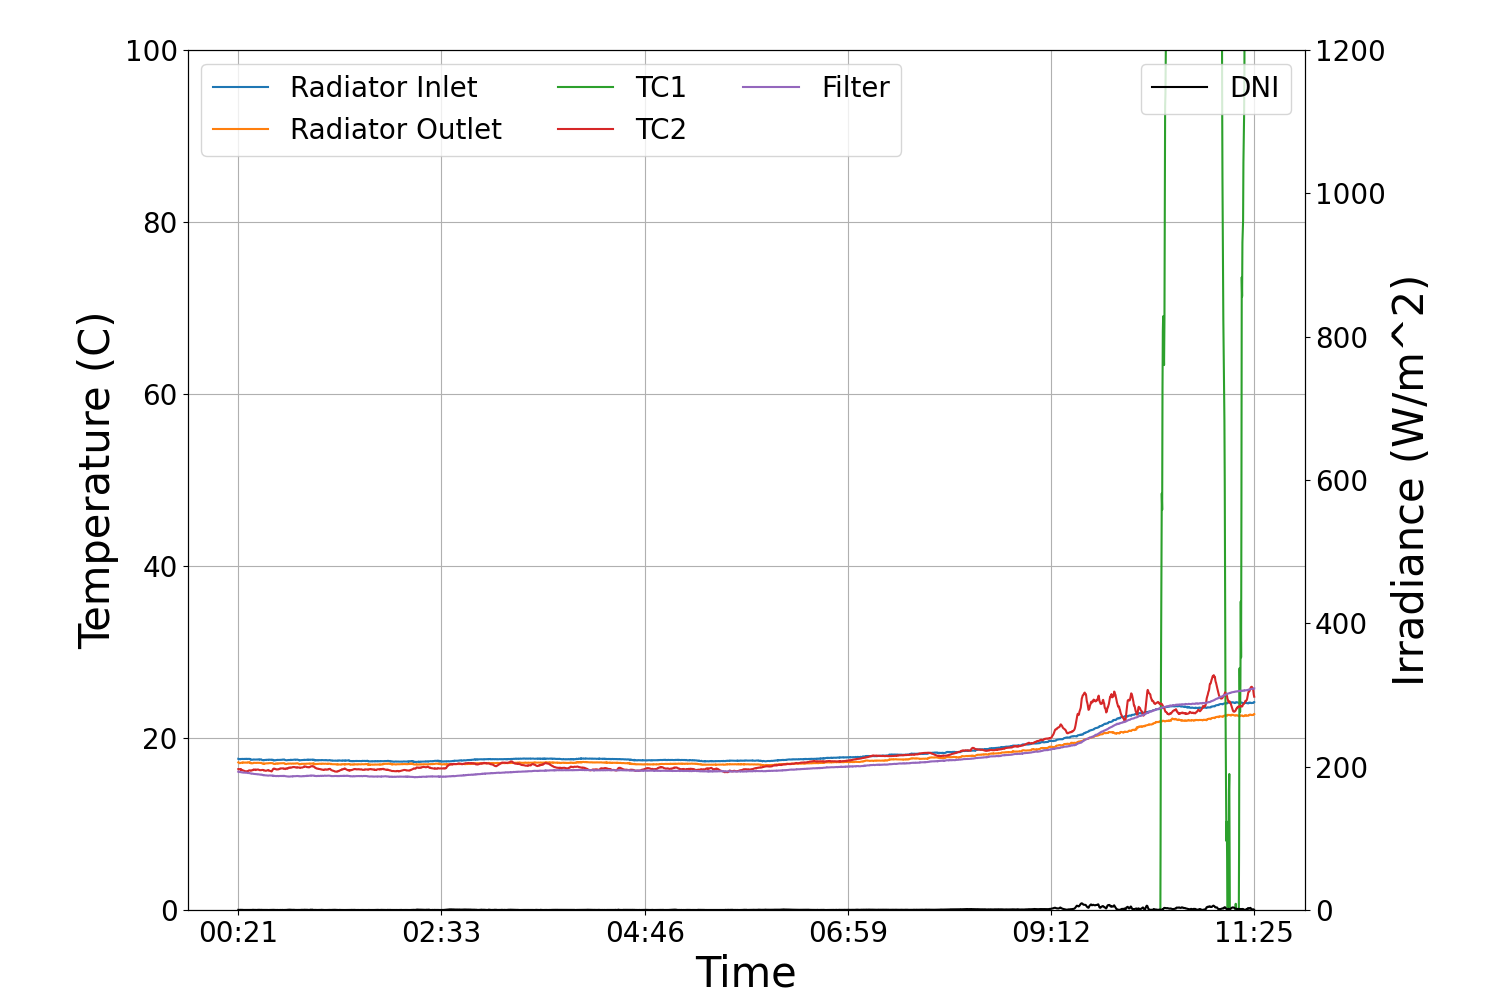 100
80
60
40
20
0
Temperature (C)
Radiator Inlet
Radiator Outlet
TC1
TC2
Filter
DNI
1200
1000
800
600
400
200
0
Irradiance (W/m^2)
00:21
02:33
04:46
06:59
09:12
11:25
Time